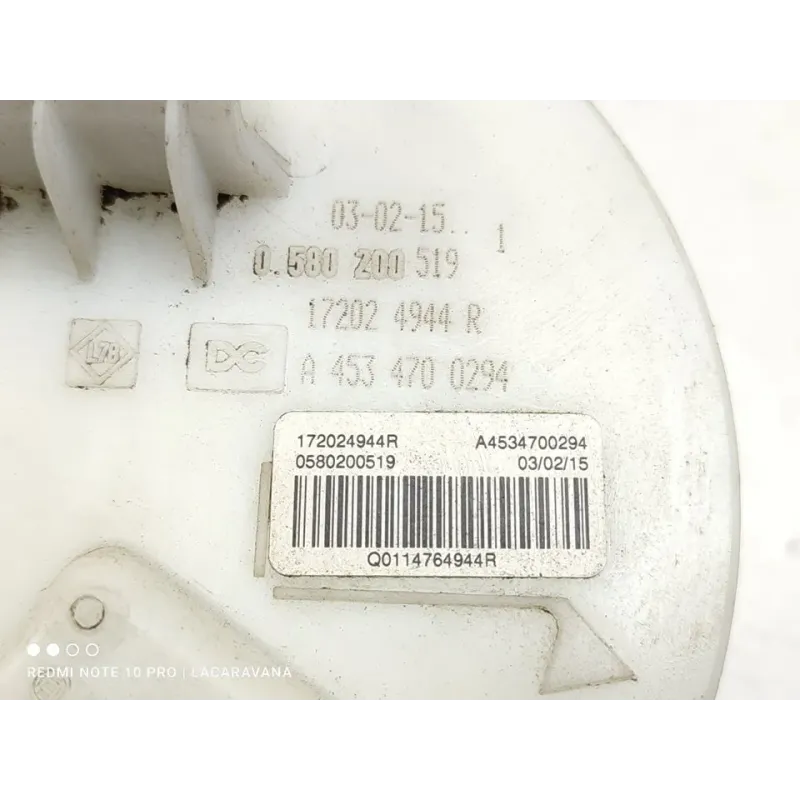 03-02-15..
1
0.580 200 519
17202 4944 R
L7B
DC
A 453 470 0294
172024944R A4534700294
0580200519 03/02/15
Q0114764944R
REDMI NOTE 10 PRO | LACARAVANA